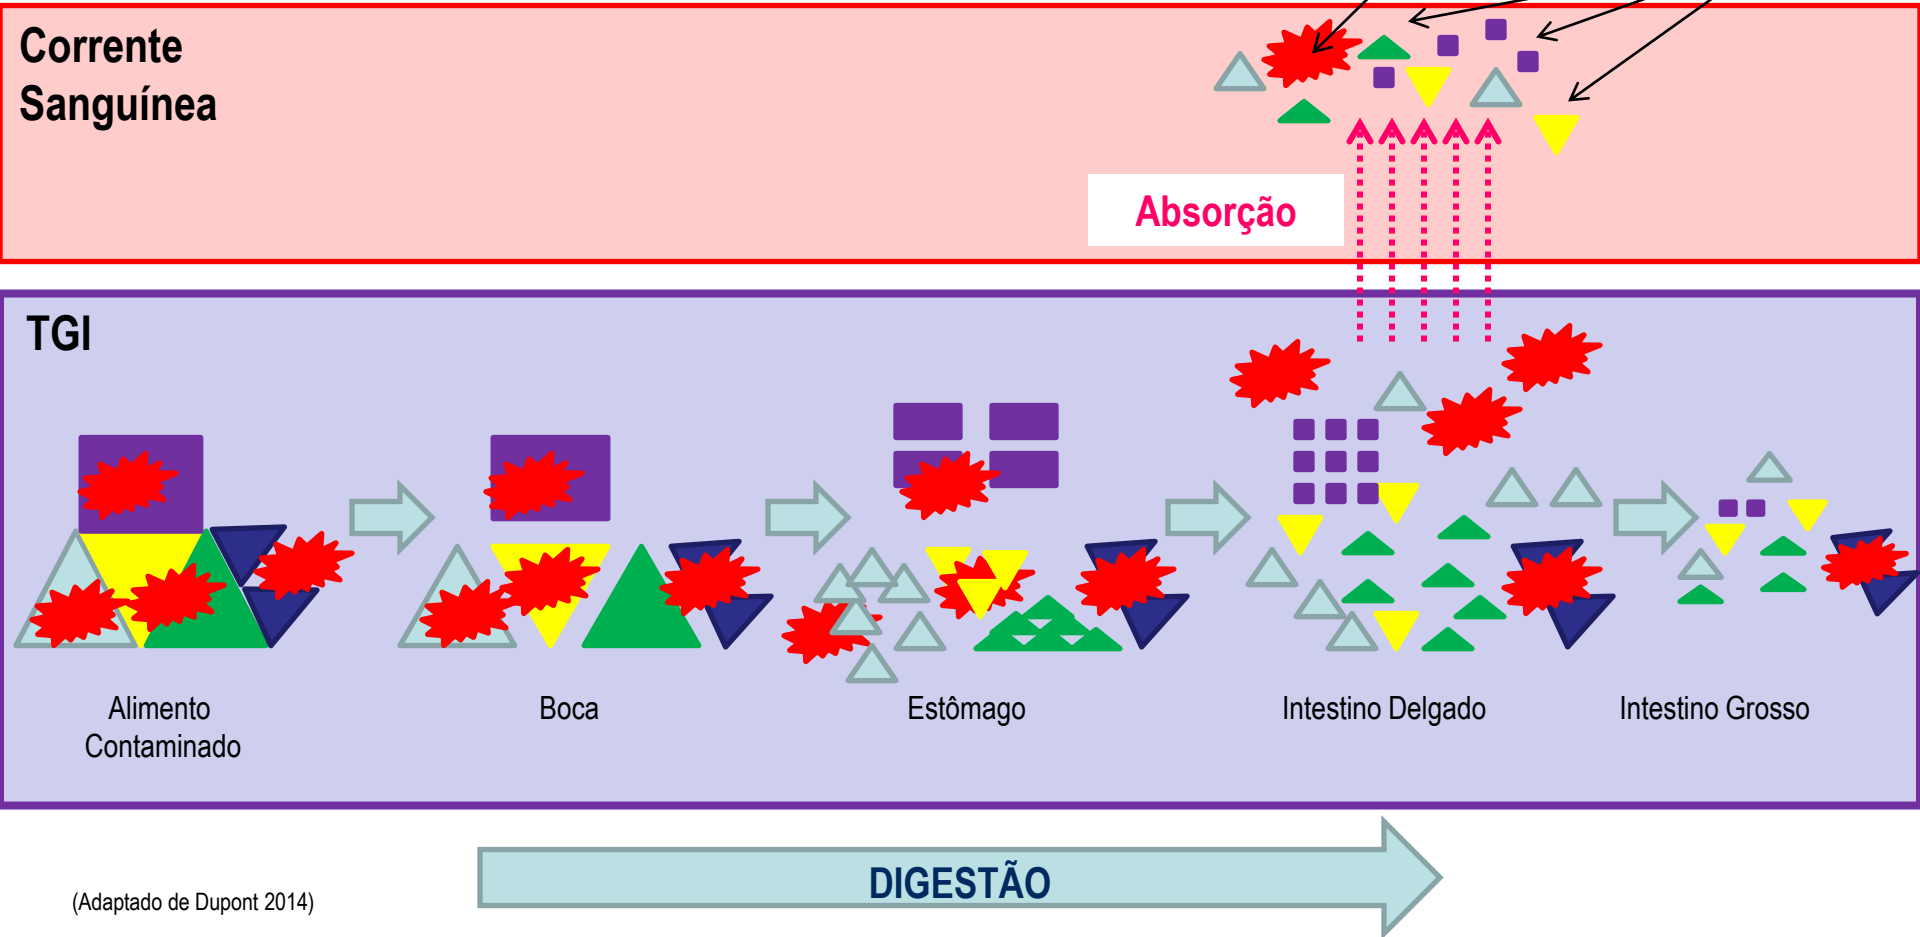 Corrente
Sanguínea
Absorção
TGI
Alimento
Contaminado
Boca
Estômago
Intestino Delgado
Intestino Grosso
DIGESTÃO
(Adaptado de Dupont 2014)